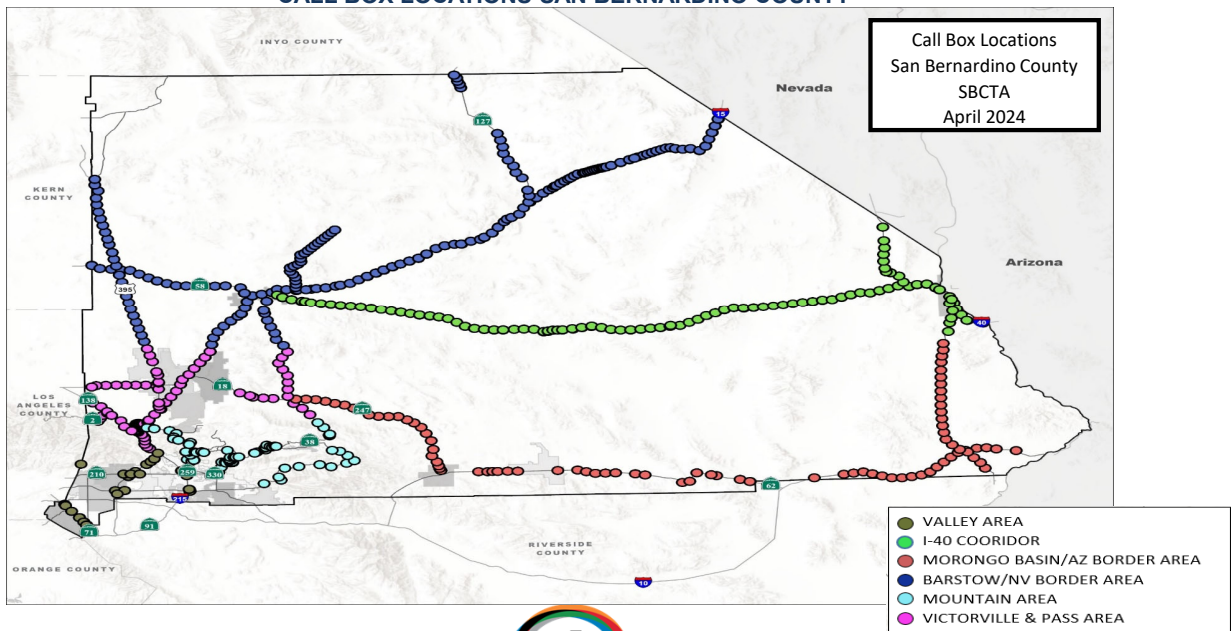 CALL BOX LOCATIONS SAN BERNARDINO COUNTY
Call Box Locations
San Bernardino County
SBCTA
April 2024
INYO COUNTY
Nevada
15
127
KERN
COUNTY
Arizona
58
395
40
18
138
LOS
ANGELES
COUNTY
2
247
38
210
259
330
62
215
71
91
RIVERSIDE
COUNTY
ORANGE COUNTY
10
VALLEY AREA
I-40 COORIDOR
MORONGO BASIN/AZ BORDER AREA
BARSTOW/NV BORDER AREA
MOUNTAIN AREA
VICTORVILLE & PASS AREA